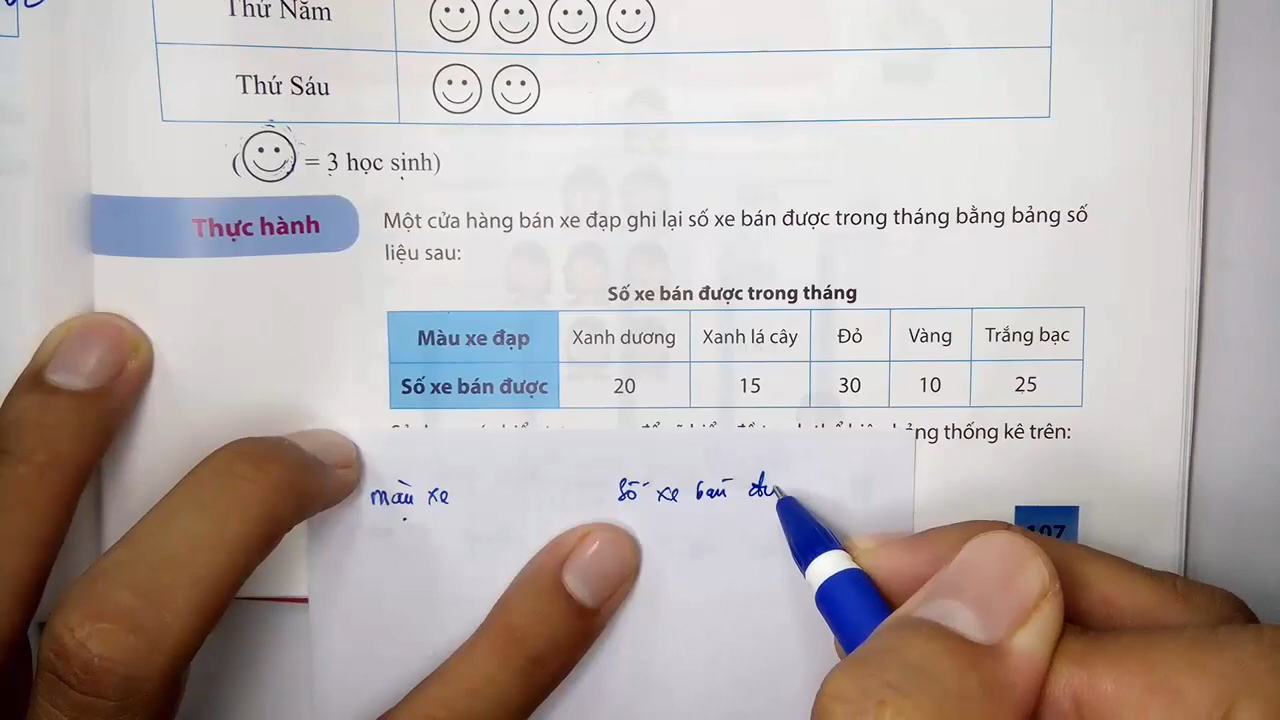 Thứ Năm
Thứ Sáu
( = 3 học sinh)
Thực hành
Một cửa hàng bán xe đạp ghi lại số xe bán được trong tháng bằng bảng số
liệu sau:
Số xe bán được trong tháng
Màu xe đạp Xanh dương Xanh lá cây Đỏ Vàng Trắng bạc
Số xe bán được 20 15 30 10 25
thống kê trên:
màu xe
số xe bán đư
107